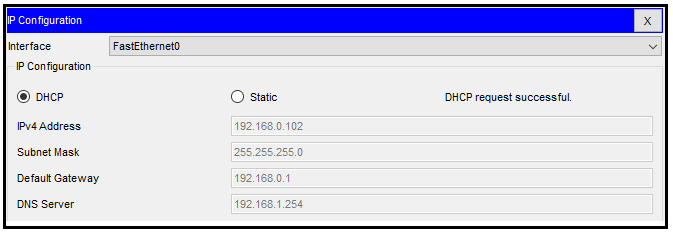 IP Configuration X
Interface FastEthernet0
IP Configuration
DHCP Static DHCP request successful.
IPv4 Address 192.168.0.102
Subnet Mask 255.255.255.0
Default Gateway 192.168.0.1
DNS Server 192.168.1.254